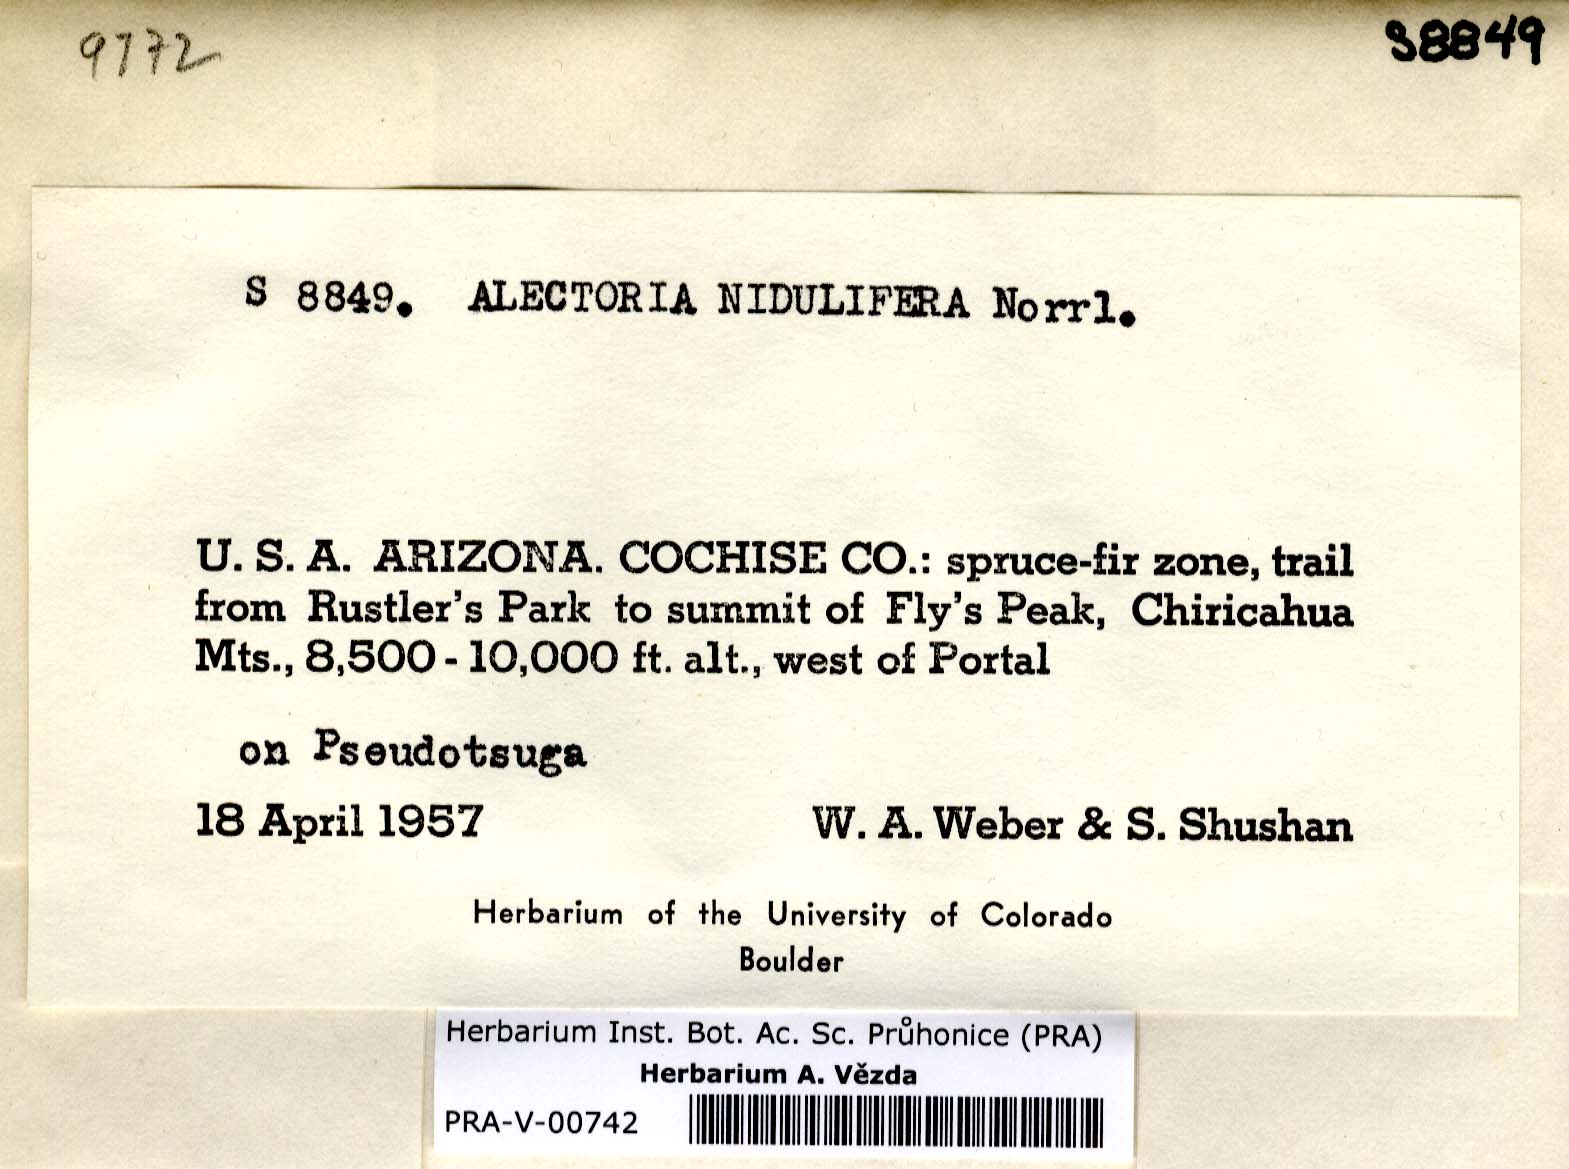 9772
S8849
S 8849. ALECTORIA NIDULIFERA Norrl.
U. S. A. ARIZONA. COCHISE CO.: spruce-fir zone, trail
from Rustler's Park to summit of Fly's Peak, Chiricahua
Mts., 8,500 - 10,000 ft. alt., west of Portal
on Pseudotsuga
18 April 1957 W. A. Weber & S. Shushan
Herbarium of the University of Colorado
Boulder
Herbarium Inst. Bot. Ac. Sc. Průhonice (PRA)
Herbarium A. Vězda
PRA-V-00742